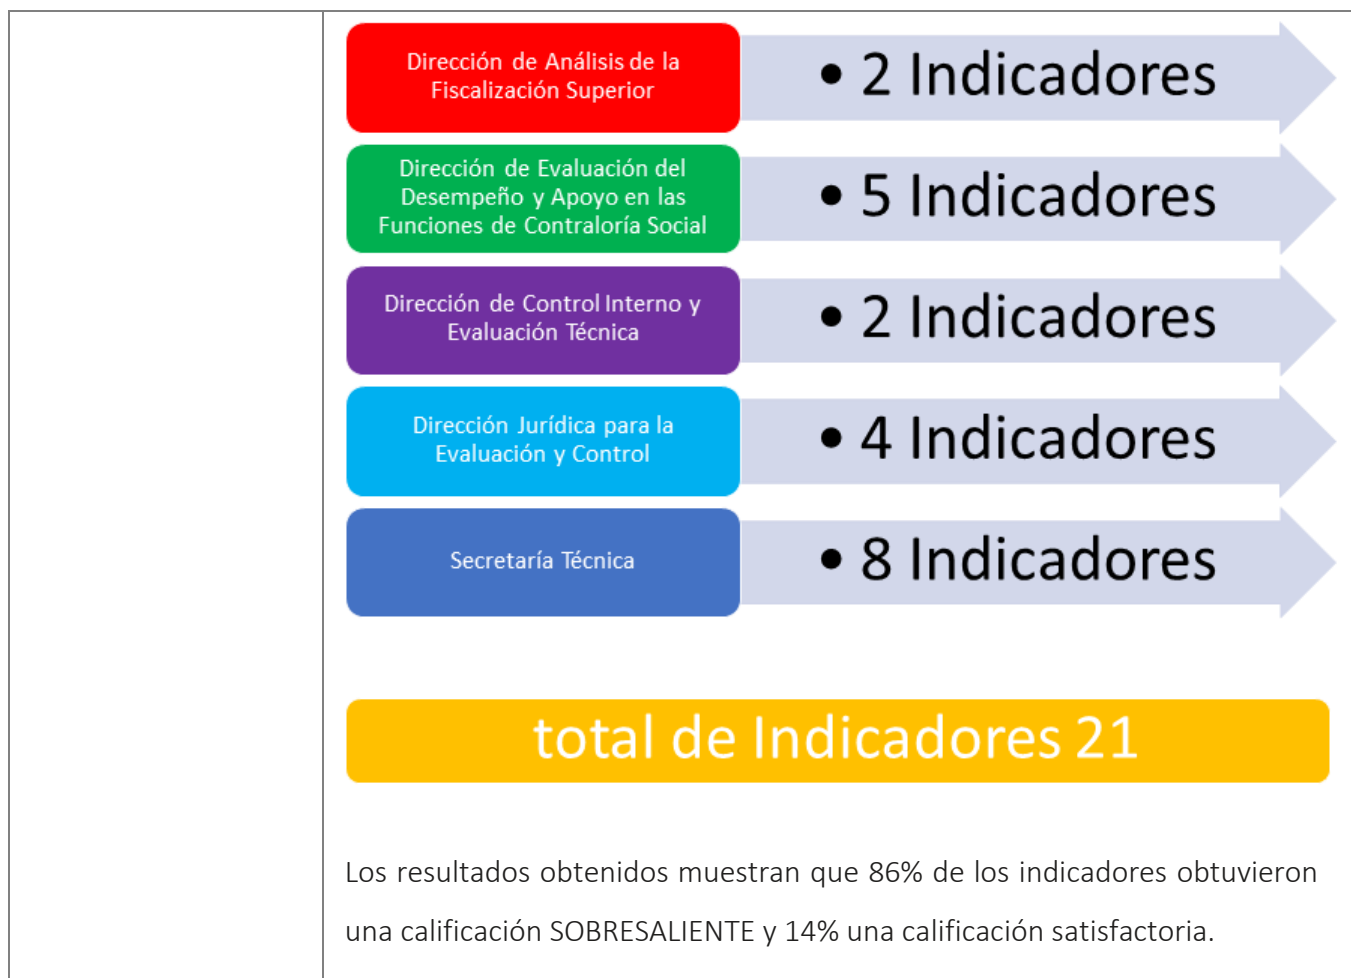 Dirección de Análisis de la
Fiscalización Superior
• 2 Indicadores
Dirección de Evaluación del
Desempeño y Apoyo en las
Funciones de Contraloría Social
• 5 Indicadores
Dirección de Control Interno y
Evaluación Técnica
• 2 Indicadores
Dirección Jurídica para la
Evaluación y Control
• 4 Indicadores
Secretaría Técnica
• 8 Indicadores
total de Indicadores 21
Los resultados obtenidos muestran que 86% de los indicadores obtuvieron
una calificación SOBRESALIENTE y 14% una calificación satisfactoria.